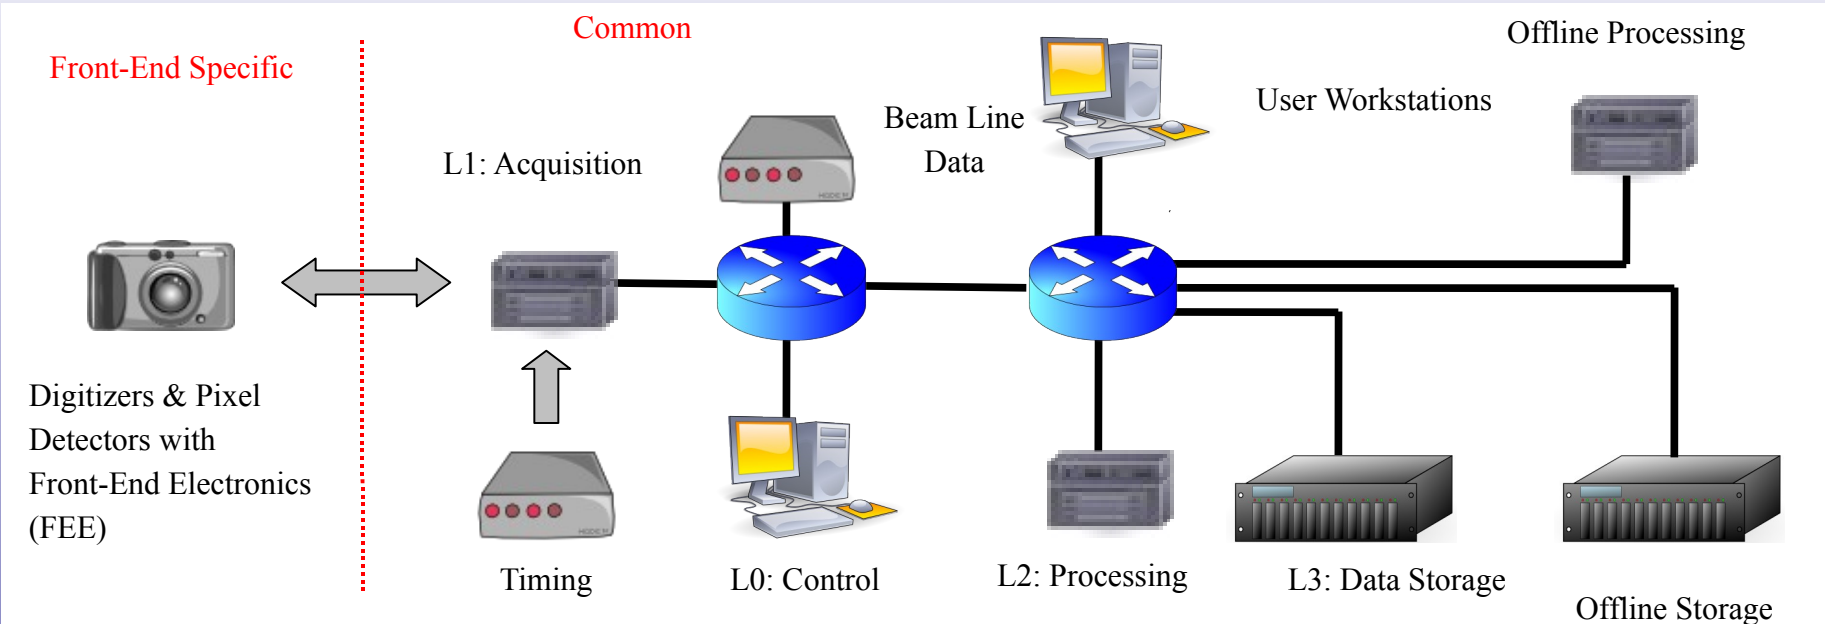 Common
Front-End Specific
Offline Processing
User Workstations
Beam Line
Data
L1: Acquisition
Digitizers & Pixel
Detectors with
Front-End Electronics
(FEE)
Timing
L0: Control
L2: Processing
L3: Data Storage
Offline Storage